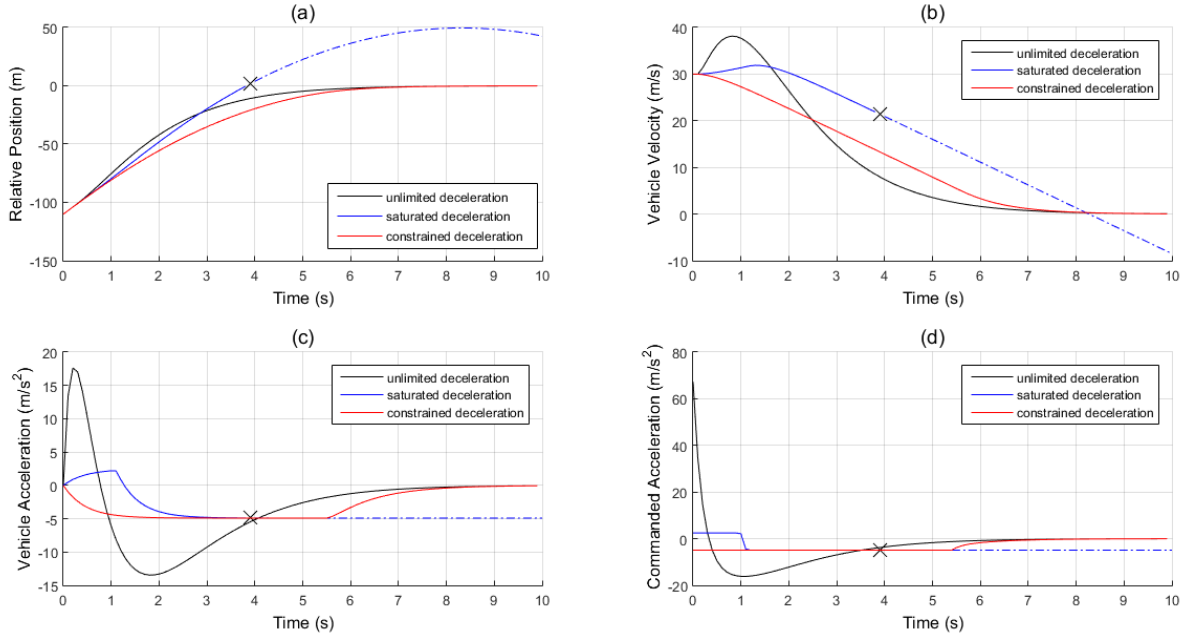 (a)
Relative Position (m)
50
0
-50
-100
-150
0 1 2 3 4 5 6 7 8 9 10
Time (s)
unlimited deceleration
saturated deceleration
constrained deceleration
(b)
Vehicle Velocity (m/s)
40
30
20
10
0
-10
0 1 2 3 4 5 6 7 8 9 10
Time (s)
unlimited deceleration
saturated deceleration
constrained deceleration
(c)
Vehicle Acceleration (m/s²)
20
15
10
5
0
-5
-10
-15
0 1 2 3 4 5 6 7 8 9 10
Time (s)
unlimited deceleration
saturated deceleration
constrained deceleration
(d)
Commanded Acceleration (m/s²)
80
60
40
20
0
-20
0 1 2 3 4 5 6 7 8 9 10
Time (s)
unlimited deceleration
saturated deceleration
constrained deceleration